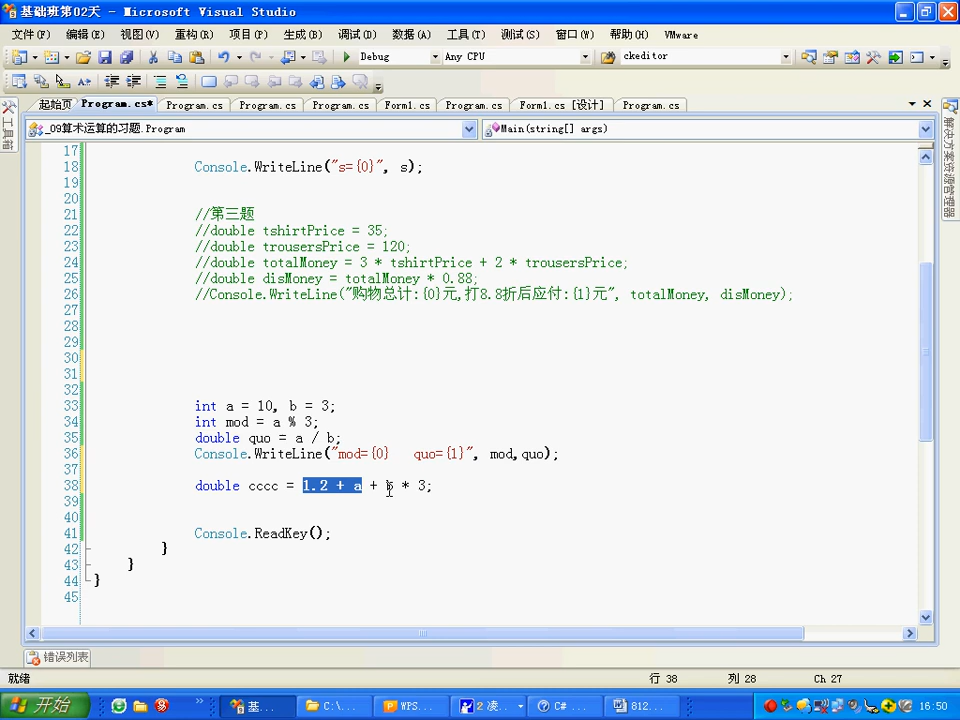 基础班第02天 - Microsoft Visual Studio
文件(F) 编辑(E) 视图(V) 重构(R) 项目(P) 生成(B) 调试(D) 数据(A) 工具(T) 测试(S) 窗口(W) 帮助(H) VMware
Debug Any CPU ckeditor
起始页 Program.cs* Program.cs Program.cs Program.cs Form1.cs Program.cs Form1.cs [设计] Program.cs
_09算术运算的习题.Program Main(string[] args)
工具箱
解决方案资源管理器
17
18 Console.WriteLine("s={0}", s);
19
20
21 //第三题
22 //double tshirtPrice = 35;
23 //double trousersPrice = 120;
24 //double totalMoney = 3 * tshirtPrice + 2 * trousersPrice;
25 //double disMoney = totalMoney * 0.88;
26 //Console.WriteLine("购物总计:{0}元,打8.8折后应付:{1}元", totalMoney, disMoney);
27
28
29
30
31
32
33 int a = 10, b = 3;
34 int mod = a % 3;
35 double quo = a / b;
36 Console.WriteLine("mod={0}   quo={1}", mod,quo);
37
38 double cccc = 1.2 + a + b * 3;
39
40
41 Console.ReadKey();
42 }
43 }
44 }
45
错误列表
就绪 行 38 列 28 Ch 27
开始 基... C:\... WPS... 2 凌... C# ... 812... 16:50